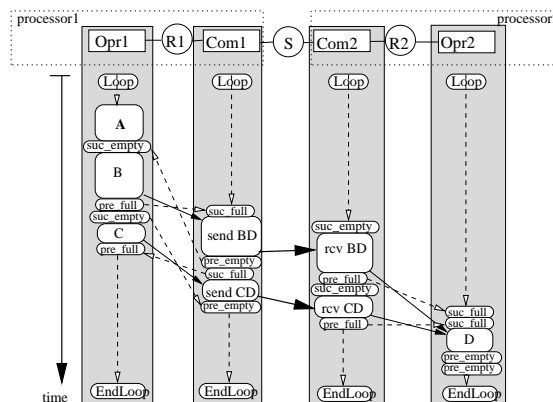 processor1
processor
Opr1
R1
Com1
S
Com2
R2
Opr2
Loop
Loop
Loop
Loop
A
suc_empty
B
pre_full
suc_empty
C
pre_full
EndLoop
suc_full
send BD
pre_empty
suc_full
send CD
pre_empty
EndLoop
suc_empty
rcv BD
pre_full
suc_empty
rcv CD
pre_full
EndLoop
suc_full
suc_full
D
pre_empty
pre_empty
EndLoop
time